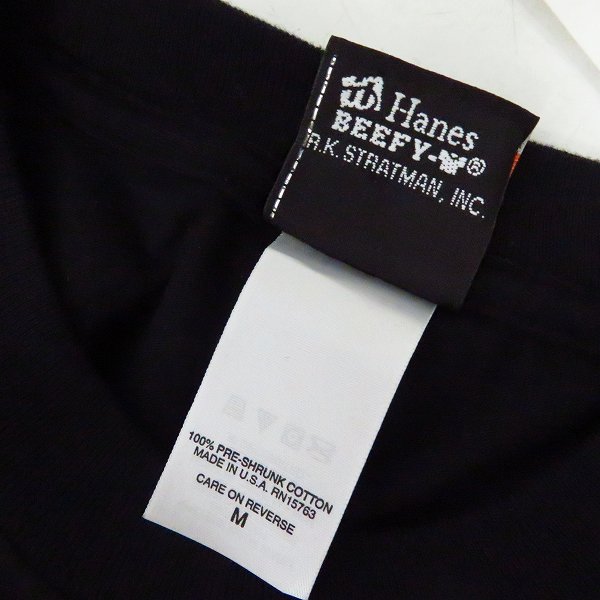 Hanes
BEEFY-T®
R.K. STRATMAN, INC.
100% PRE-SHRUNK COTTON
MADE IN U.S.A. RN15763
CARE ON REVERSE
M